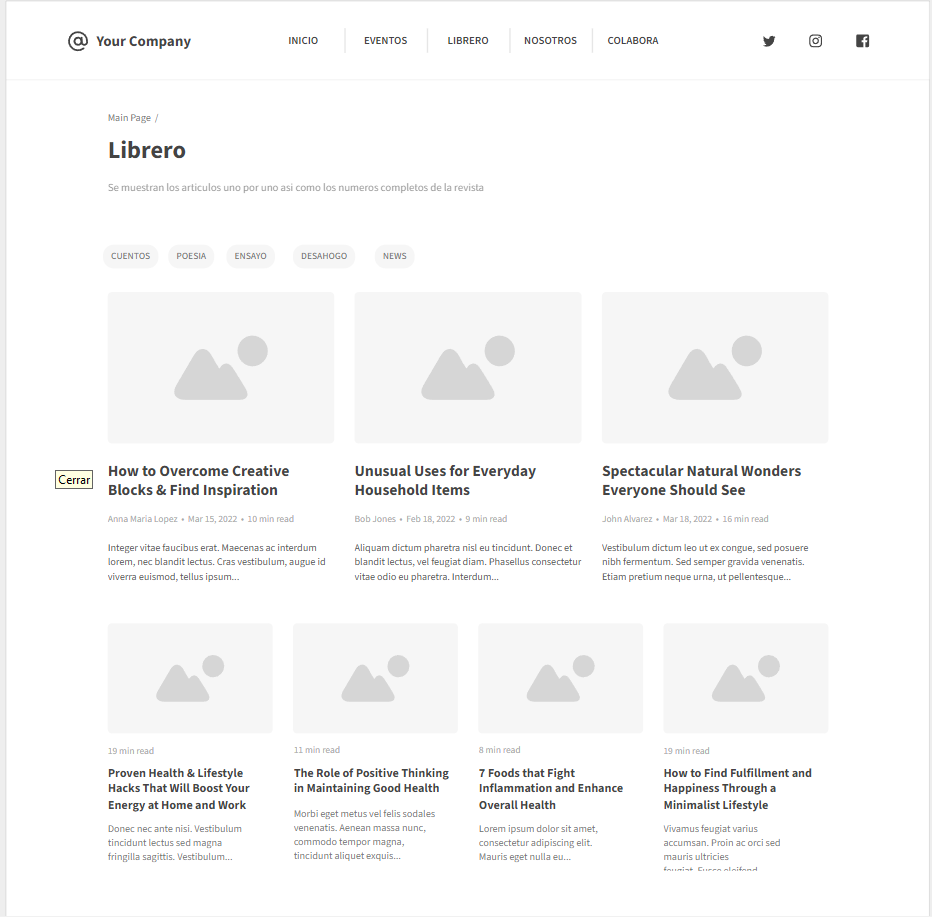 @ Your Company
INICIO
EVENTOS
LIBRERO
NOSOTROS
COLABORA
Main Page /
Librero
Se muestran los articulos uno por uno asi como los numeros completos de la revista
CUENTOS
POESIA
ENSAYO
DESAHOGO
NEWS
Cerrar
How to Overcome Creative
Blocks & Find Inspiration
Anna Maria Lopez • Mar 15, 2022 • 10 min read
Integer vitae faucibus erat. Maecenas ac interdum
lorem, nec blandit lectus. Cras vestibulum, augue id
viverra euismod, tellus ipsum...
Unusual Uses for Everyday
Household Items
Bob Jones • Feb 18, 2022 • 9 min read
Aliquam dictum pharetra nisl eu tincidunt. Donec et
blandit lectus, vel feugiat diam. Phasellus consectetur
vitae odio eu pharetra. Interdum...
Spectacular Natural Wonders
Everyone Should See
John Alvarez • Mar 18, 2022 • 16 min read
Vestibulum dictum leo ut ex congue, sed posuere
nibh fermentum. Sed semper gravida venenatis.
Etiam pretium neque urna, ut pellentesque...
19 min read
Proven Health & Lifestyle
Hacks That Will Boost Your
Energy at Home and Work
Donec nec ante nisi. Vestibulum
tincidunt lectus sed magna
fringilla sagittis. Vestibulum...
11 min read
The Role of Positive Thinking
in Maintaining Good Health
Morbi eget metus vel felis sodales
venenatis. Aenean massa nunc,
commodo tempor magna,
tincidunt aliquet exquis...
8 min read
7 Foods that Fight
Inflammation and Enhance
Overall Health
Lorem ipsum dolor sit amet,
consectetur adipiscing elit.
Mauris eget nulla eu...
19 min read
How to Find Fulfillment and
Happiness Through a
Minimalist Lifestyle
Vivamus feugiat varius
accumsan. Proin ac orci sed
mauris ultricies